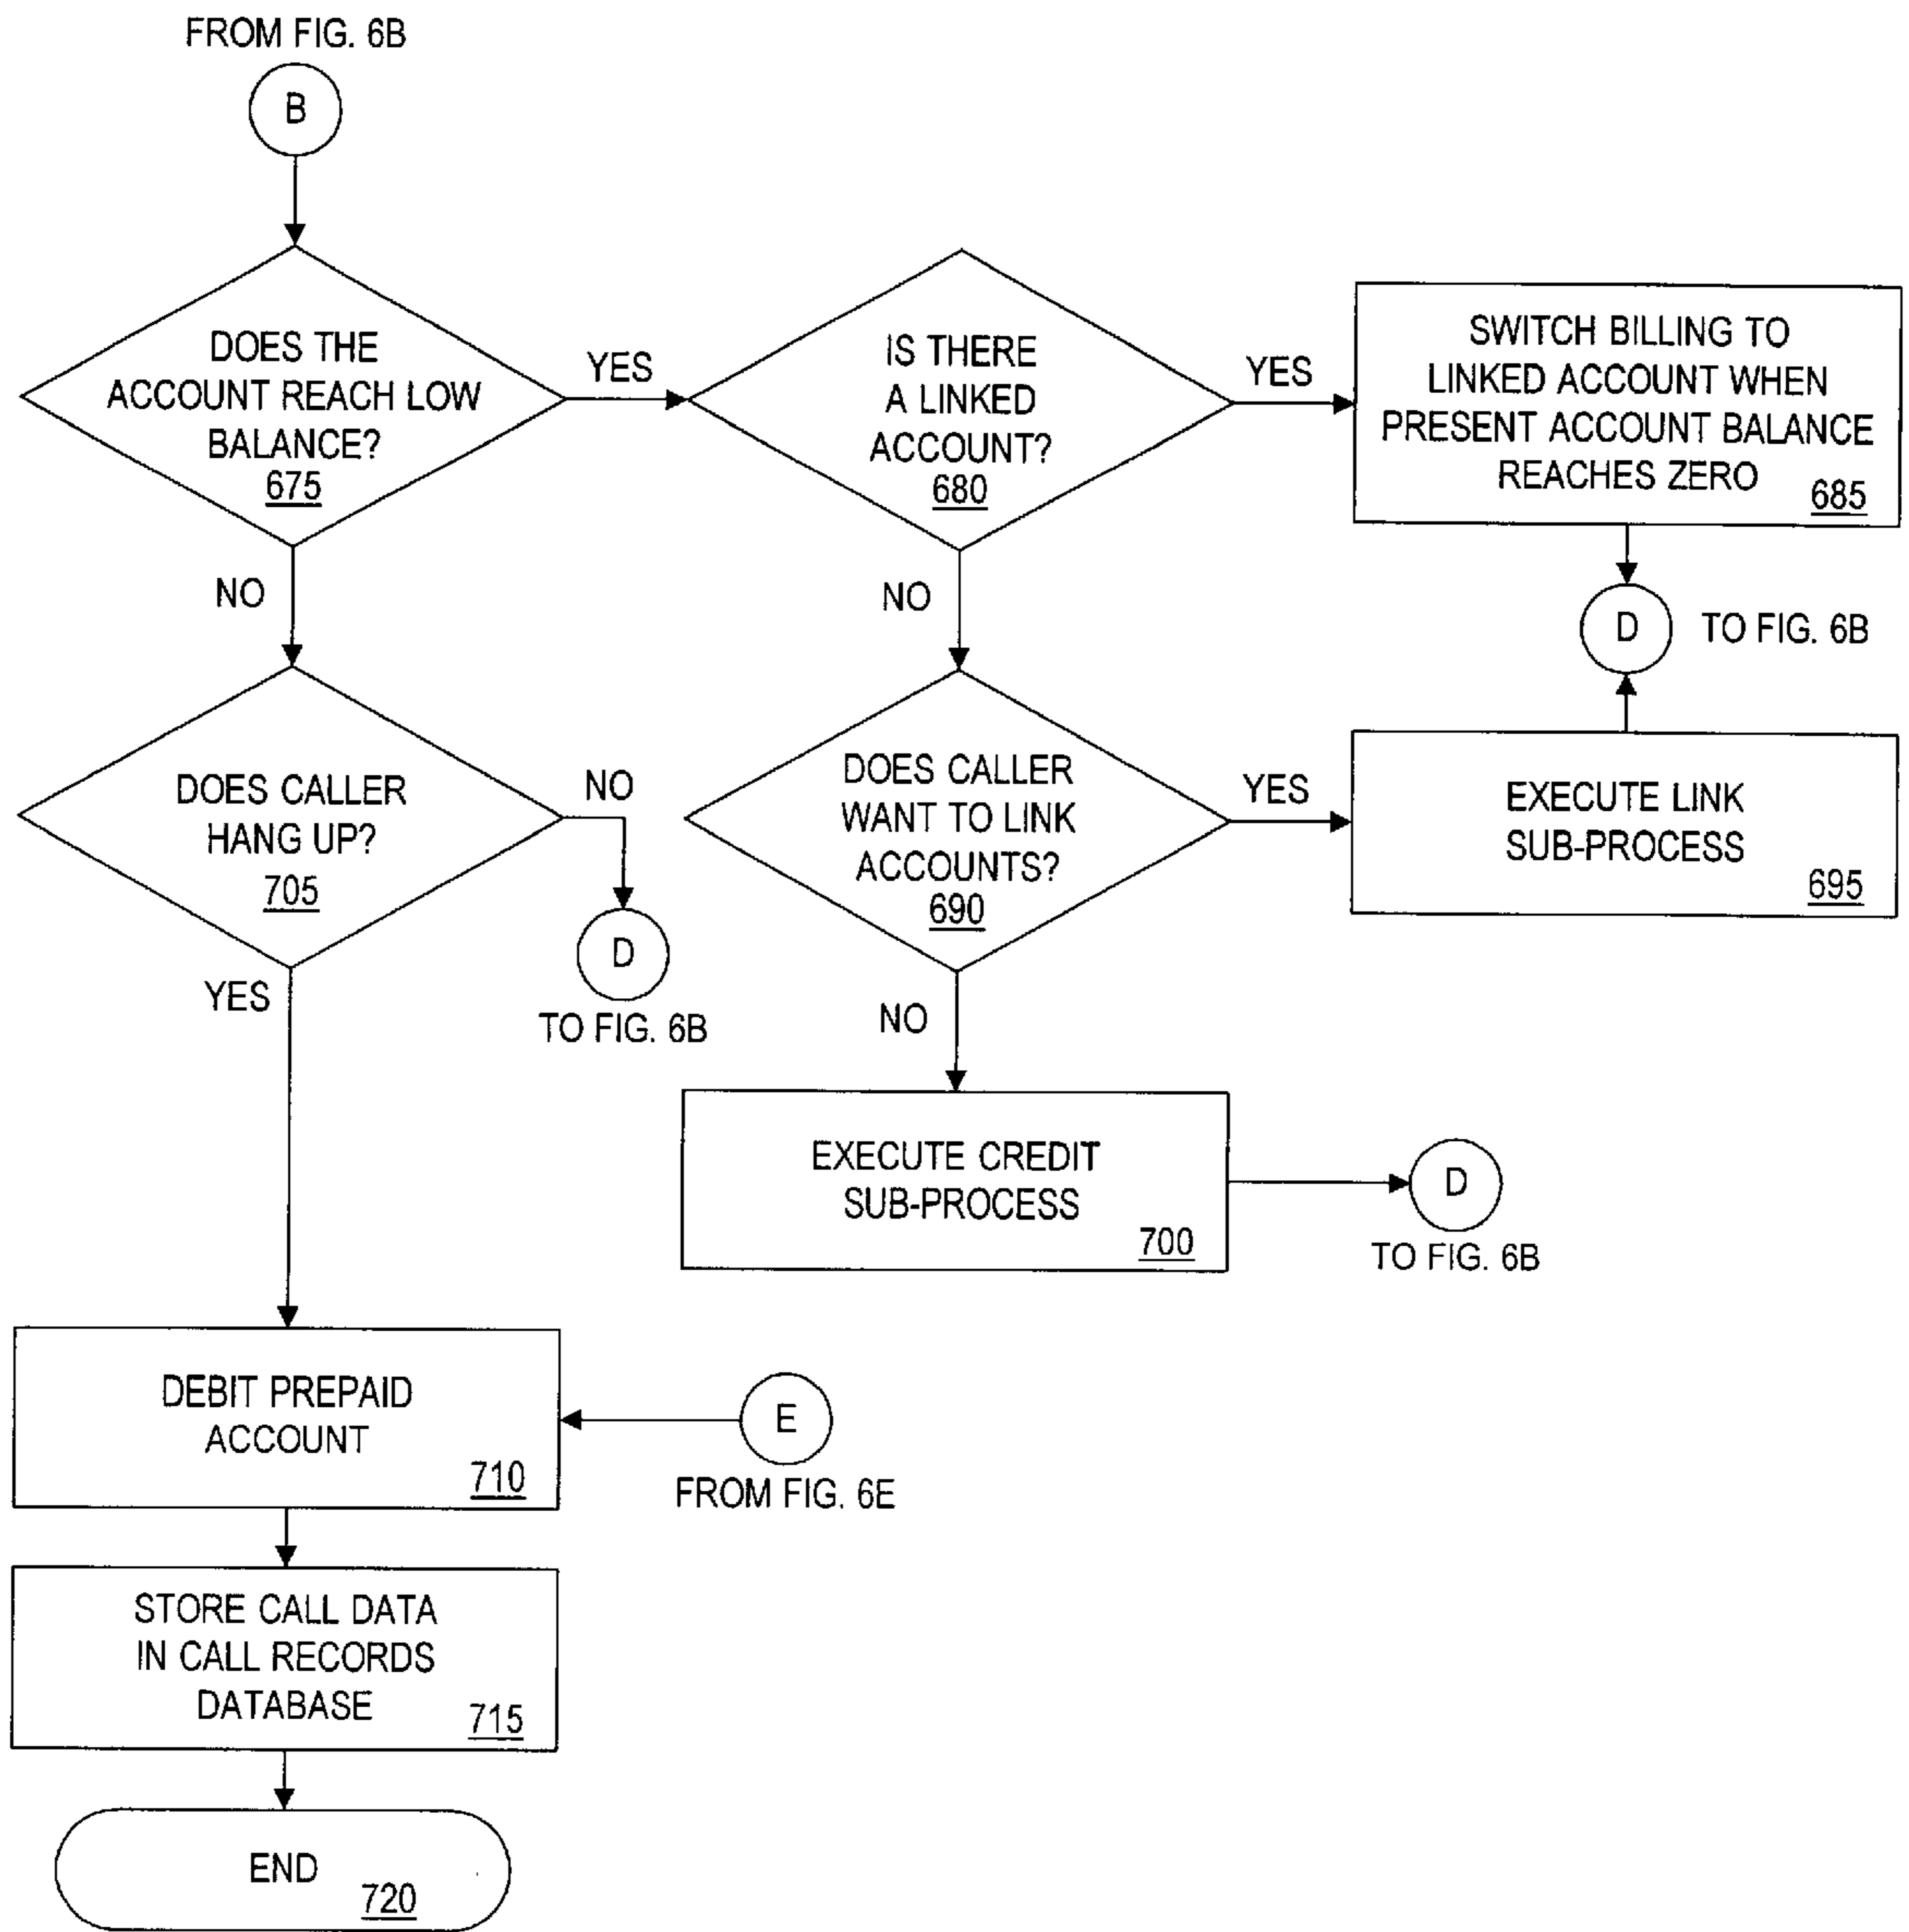 FROM FIG. 6B
B
DOES THE
ACCOUNT REACH LOW
BALANCE?
675
YES
IS THERE
A LINKED
ACCOUNT?
680
YES
SWITCH BILLING TO
LINKED ACCOUNT WHEN
PRESENT ACCOUNT BALANCE
REACHES ZERO
685
NO
NO
D
TO FIG. 6B
DOES CALLER
HANG UP?
705
NO
D
TO FIG. 6B
DOES CALLER
WANT TO LINK
ACCOUNTS?
690
YES
EXECUTE LINK
SUB-PROCESS
695
YES
NO
EXECUTE CREDIT
SUB-PROCESS
700
D
TO FIG. 6B
DEBIT PREPAID
ACCOUNT
710
E
FROM FIG. 6E
STORE CALL DATA
IN CALL RECORDS
DATABASE
715
END
720